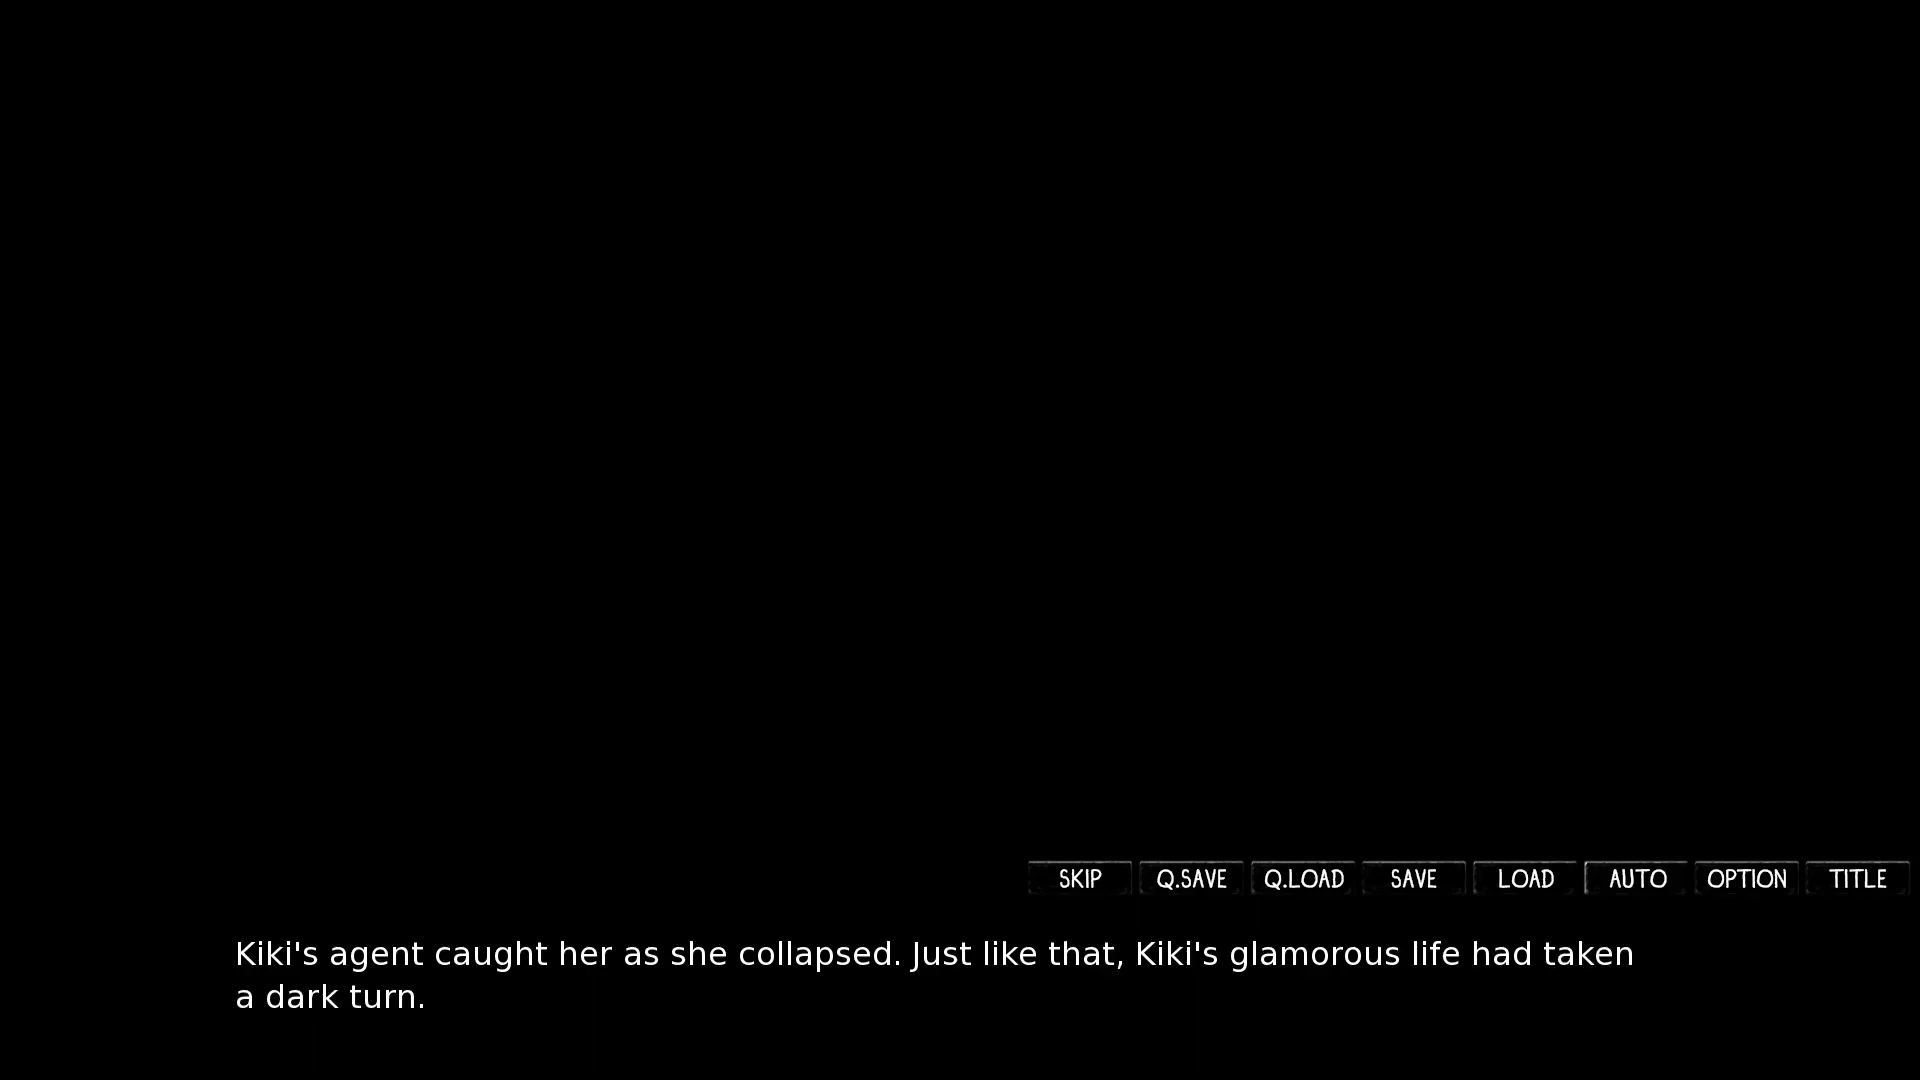 SKIP Q.SAVE Q.LOAD SAVE LOAD AUTO OPTION TITLE
Kiki's agent caught her as she collapsed. Just like that, Kiki's glamorous life had taken
a dark turn.